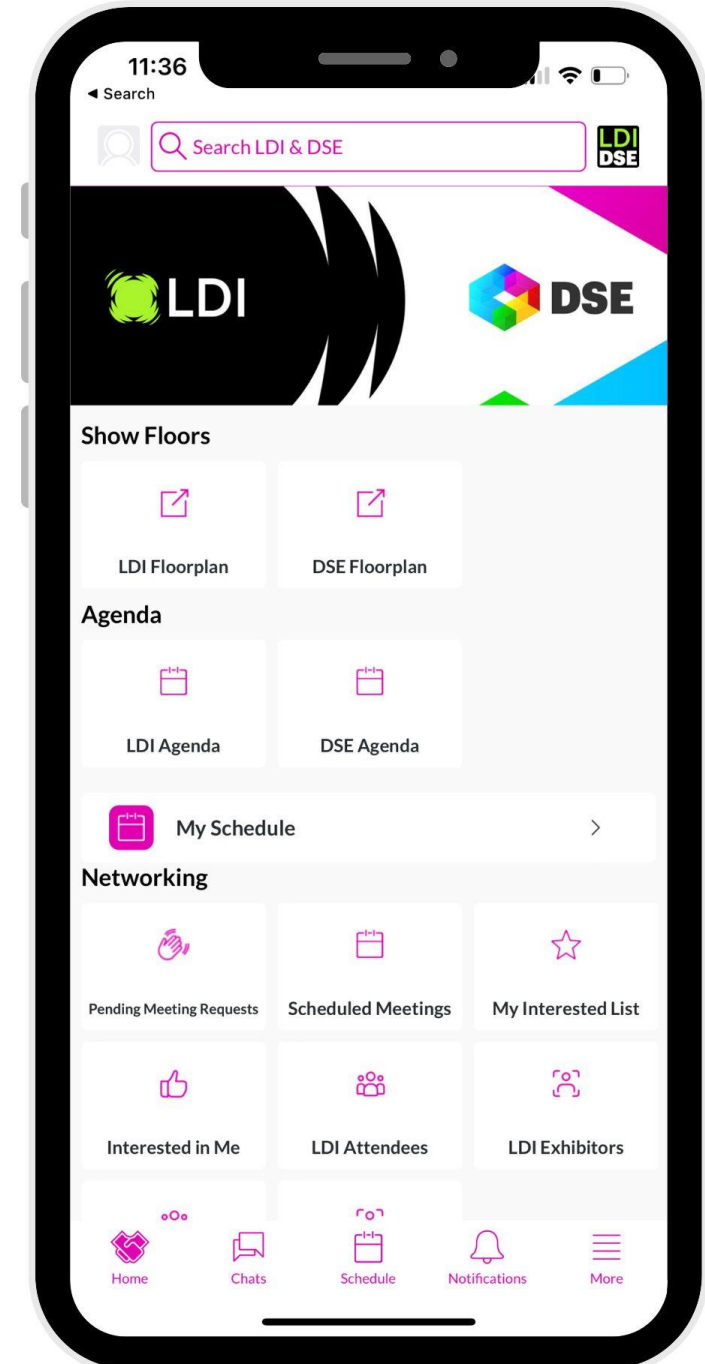 11:36
◀ Search
Search LDI & DSE
LDI
DSE
LDI
DSE
Show Floors
LDI Floorplan
DSE Floorplan
Agenda
LDI Agenda
DSE Agenda
My Schedule
Networking
Pending Meeting Requests
Scheduled Meetings
My Interested List
Interested in Me
LDI Attendees
LDI Exhibitors
Home
Chats
Schedule
Notifications
More